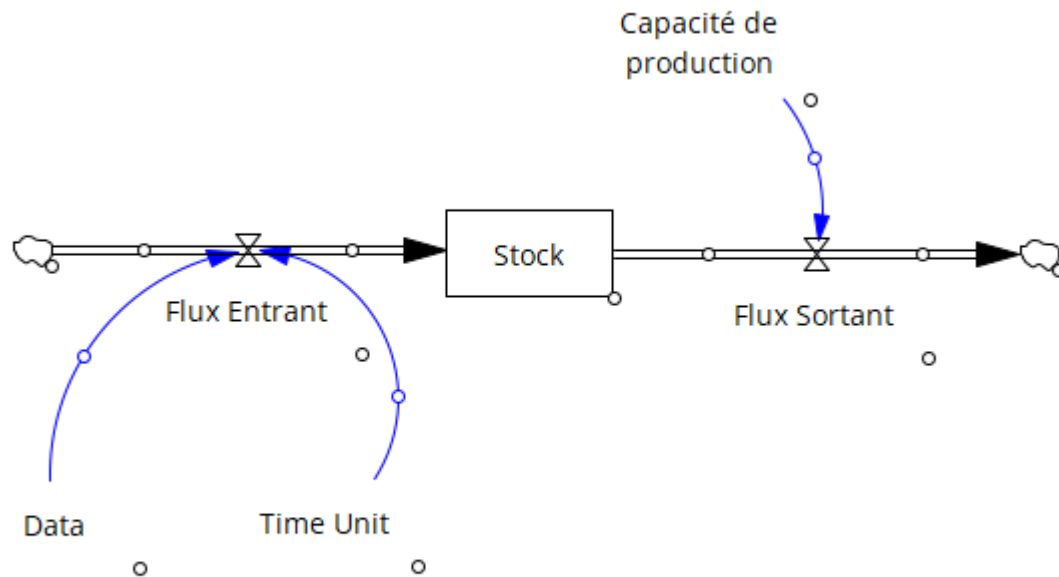 Capacité de
production
Stock
Flux Entrant
Flux Sortant
Data
Time Unit